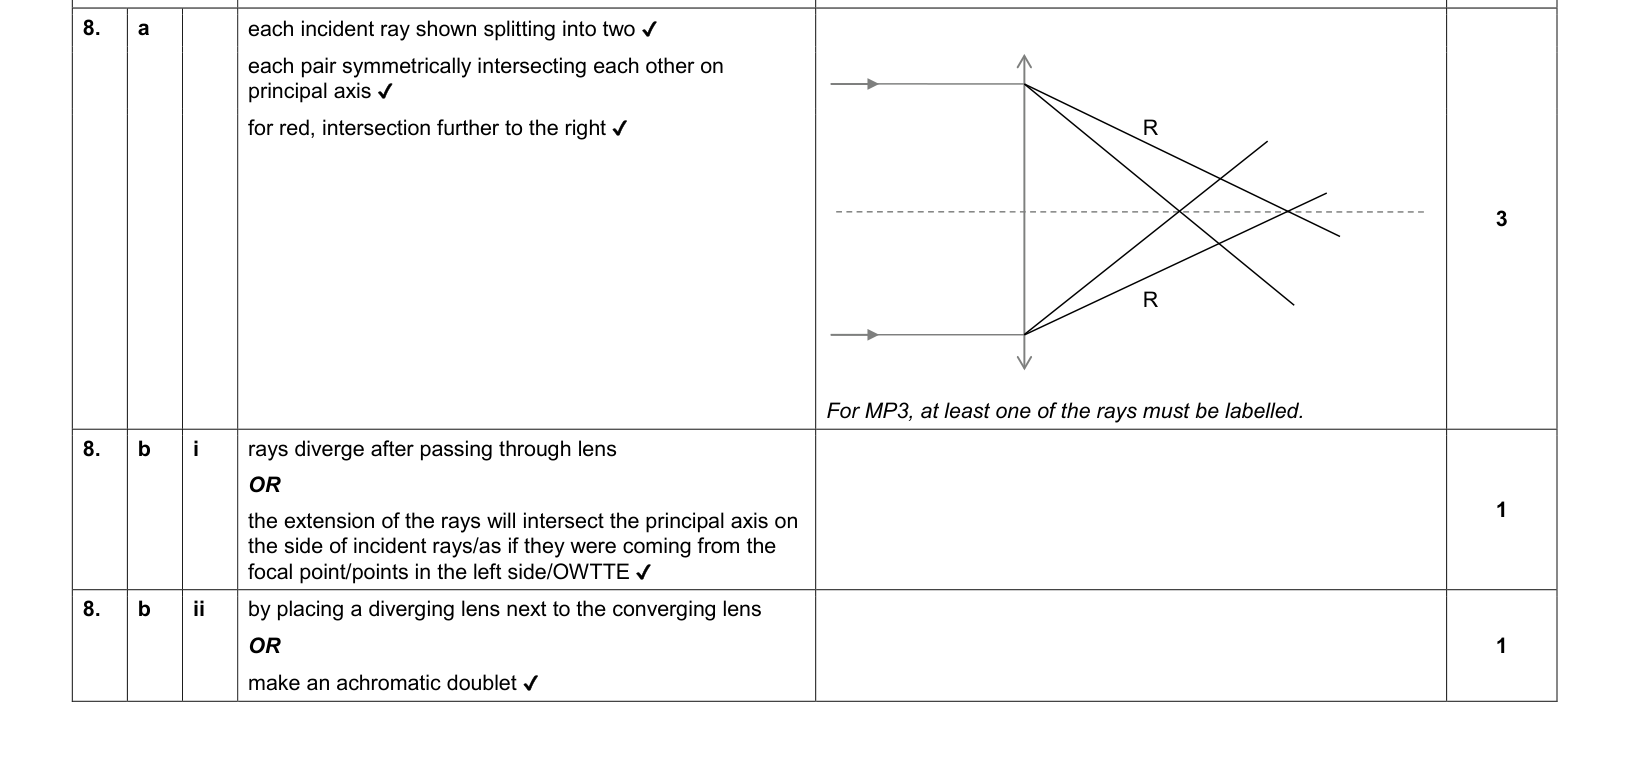 8. a each incident ray shown splitting into two ✓
each pair symmetrically intersecting each other on
principal axis ✓
for red, intersection further to the right ✓
R
R
For MP3, at least one of the rays must be labelled.
3
8. b i rays diverge after passing through lens
OR
the extension of the rays will intersect the principal axis on
the side of incident rays/as if they were coming from the
focal point/points in the left side/OWTTE ✓
1
8. b ii by placing a diverging lens next to the converging lens
OR
make an achromatic doublet ✓
1